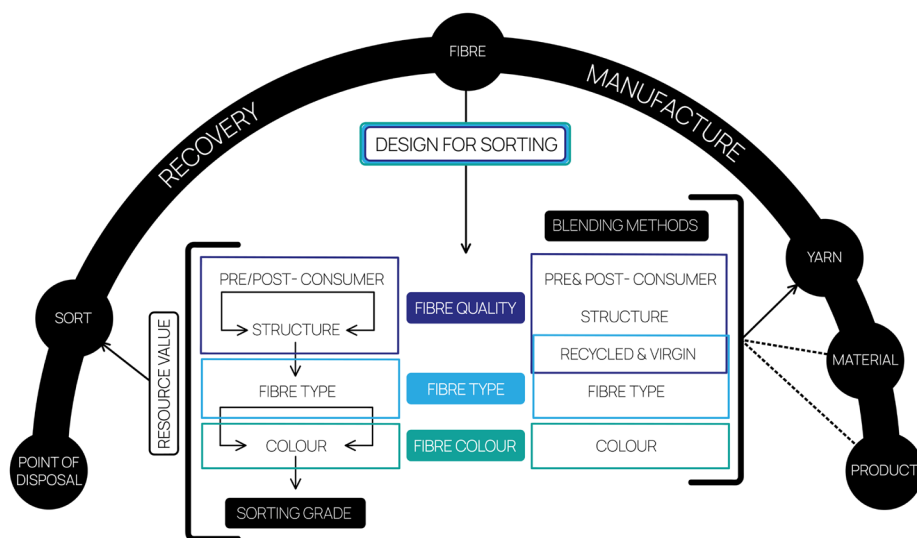 FIBRE
RECOVERY
MANUFACTURE
DESIGN FOR SORTING
BLENDING METHODS
YARN
PRE/POST- CONSUMER
FIBRE QUALITY
PRE& POST- CONSUMER
SORT
STRUCTURE
STRUCTURE
RESOURCE VALUE
RECYCLED & VIRGIN
MATERIAL
FIBRE TYPE
FIBRE TYPE
FIBRE TYPE
COLOUR
FIBRE COLOUR
COLOUR
POINT OF
DISPOSAL
PRODUCT
SORTING GRADE